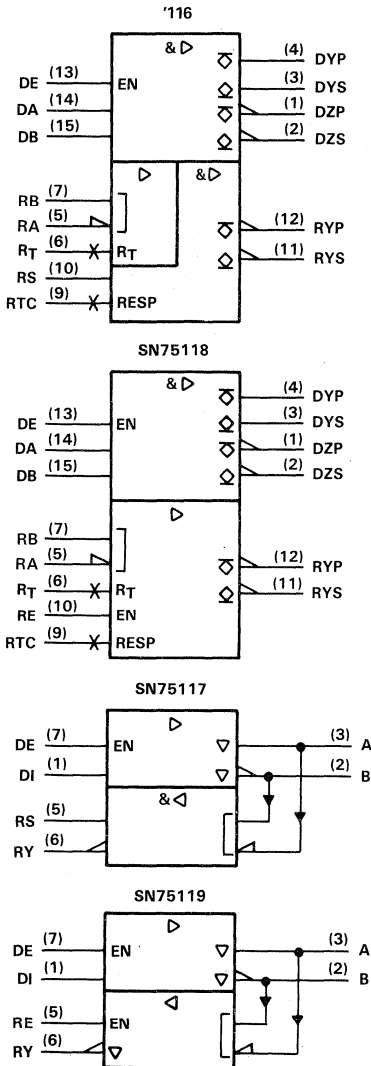 '116
& ▷
DE (13) EN (4) DYP
DA (14) (3) DYS
DB (15) (1) DZP
(2) DZS
▷ & ▷
RB (7)
RA (5) (12) RYP
RT (6) RT (11) RYS
RS (10)
RTC (9) RESP
SN75118
& ▷
(4) DYP
DE (13) EN (3) DYS
DA (14) (1) DZP
DB (15) (2) DZS
▷
RB (7)
RA (5) (12) RYP
RT (6) RT (11) RYS
RE (10) EN
RTC (9) RESP
SN75117
▷
DE (7) EN ▽ (3) A
DI (1) ▽ (2) B
& ◁
RS (5)
RY (6)
SN75119
▷
DE (7) EN ▽ (3) A
DI (1) ▽ (2) B
◁
RE (5) EN
RY (6) ▽